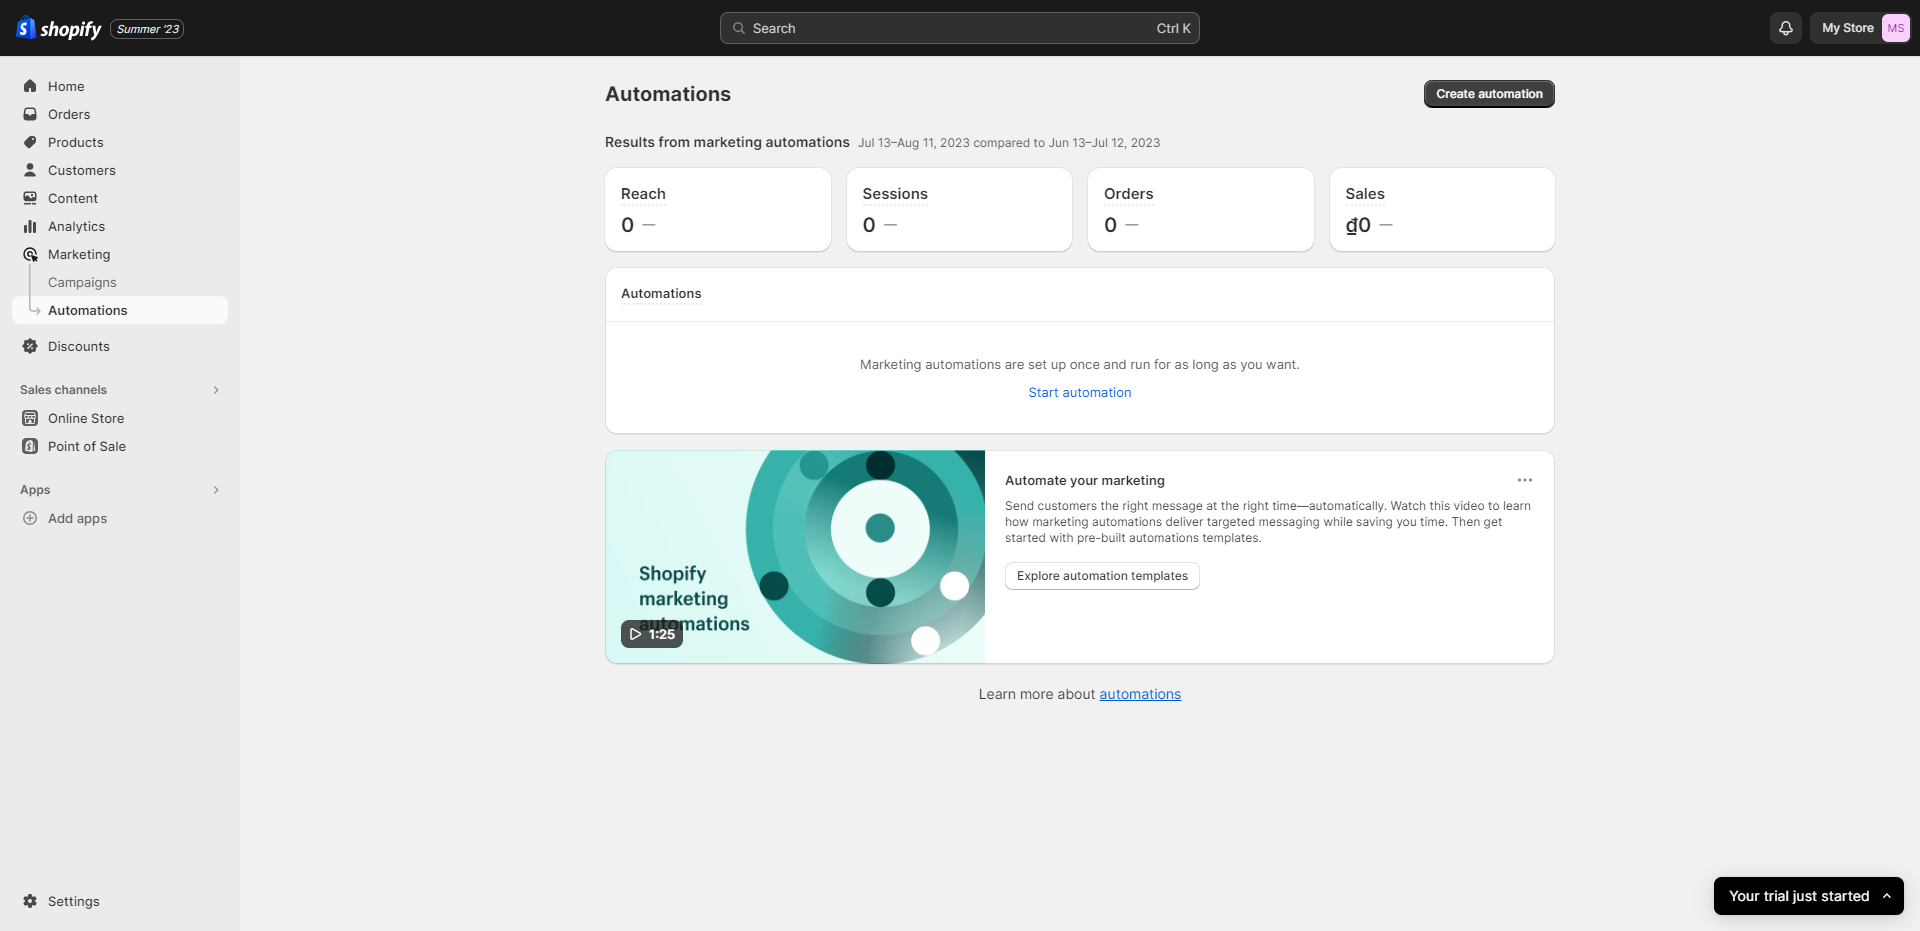 shopify
Summer '23
Search
Ctrl K
My Store
MS
Home
Orders
Products
Customers
Content
Analytics
Marketing
Campaigns
Automations
Discounts
Sales channels
Online Store
Point of Sale
Apps
Add apps
Settings
Automations
Create automation
Results from marketing automations Jul 13–Aug 11, 2023 compared to Jun 13–Jul 12, 2023
Reach
0 —
Sessions
0 —
Orders
0 —
Sales
₫0 —
Automations
Marketing automations are set up once and run for as long as you want.
Start automation
Shopify
marketing
automations
1:25
Automate your marketing
Send customers the right message at the right time—automatically. Watch this video to learn
how marketing automations deliver targeted messaging while saving you time. Then get
started with pre-built automations templates.
Explore automation templates
Learn more about automations
Your trial just started